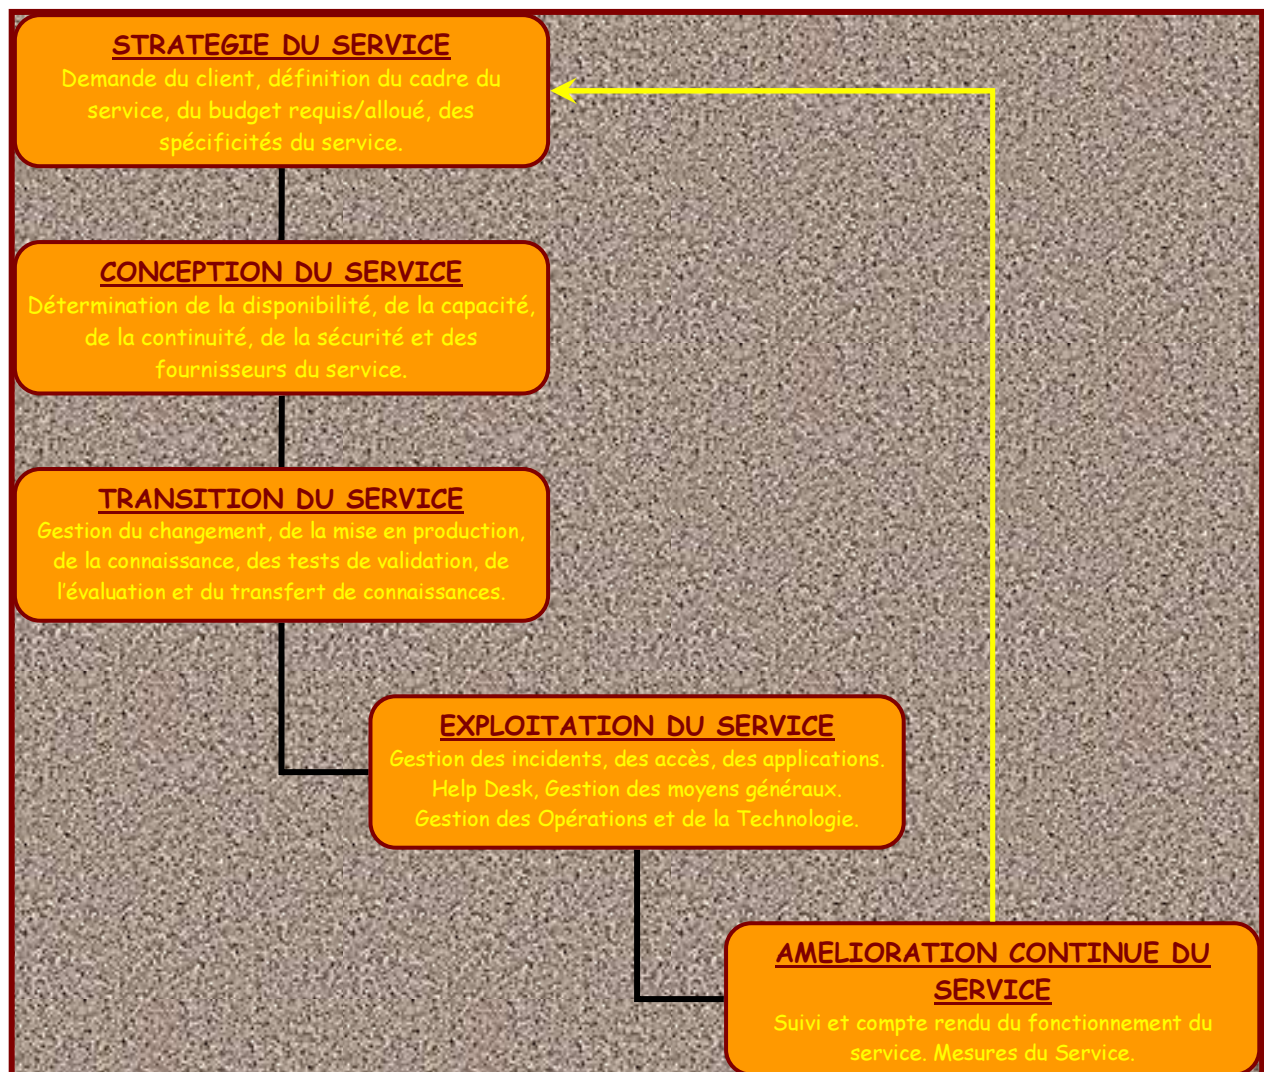 STRATEGIE DU SERVICE
Demande du client, définition du cadre du
service, du budget requis/alloué, des
spécificités du service.
CONCEPTION DU SERVICE
Détermination de la disponibilité, de la capacité,
de la continuité, de la sécurité et des
fournisseurs du service.
TRANSITION DU SERVICE
Gestion du changement, de la mise en production,
de la connaissance, des tests de validation, de
l'évaluation et du transfert de connaissances.
EXPLOITATION DU SERVICE
Gestion des incidents, des accès, des applications.
Help Desk, Gestion des moyens généraux.
Gestion des Opérations et de la Technologie.
AMELIORATION CONTINUE DU
SERVICE
Suivi et compte rendu du fonctionnement du
service. Mesures du Service.